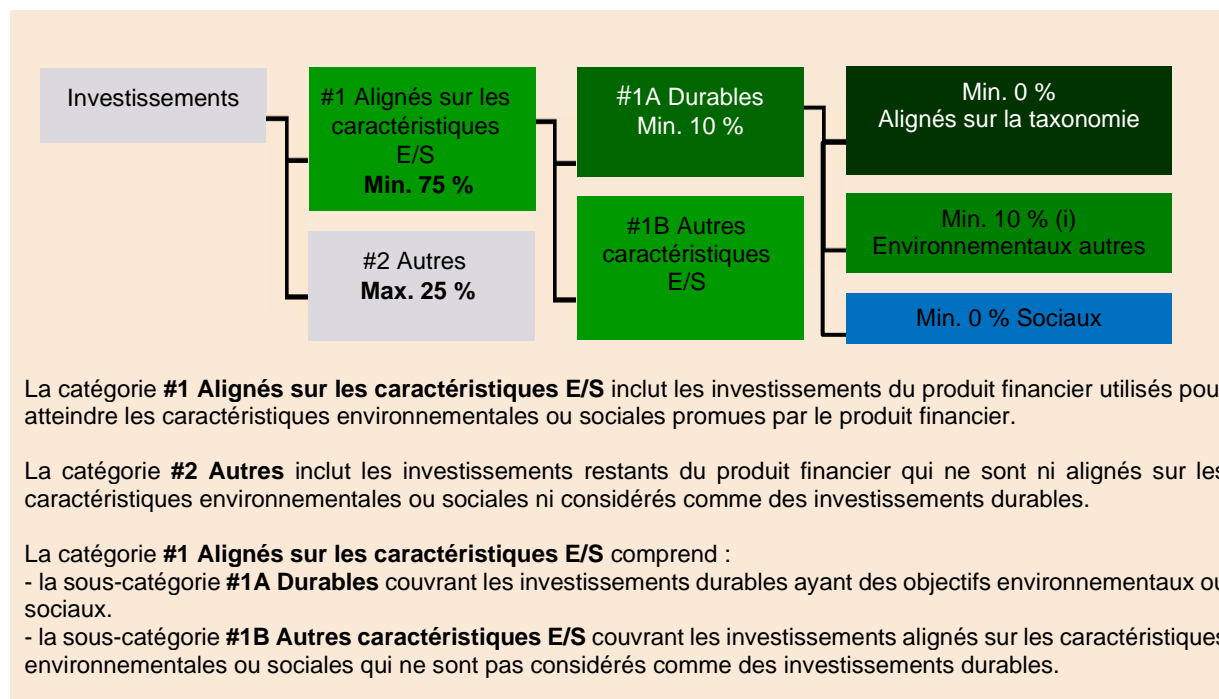 Investissements
#1 Alignés sur les
caractéristiques
E/S
Min. 75 %
#2 Autres
Max. 25 %
#1A Durables
Min. 10 %
#1B Autres
caractéristiques
E/S
Min. 0 %
Alignés sur la taxonomie
Min. 10 % (i)
Environnementaux autres
Min. 0 % Sociaux
La catégorie #1 Alignés sur les caractéristiques E/S inclut les investissements du produit financier utilisés pou
atteindre les caractéristiques environnementales ou sociales promues par le produit financier.
La catégorie #2 Autres inclut les investissements restants du produit financier qui ne sont ni alignés sur les
caractéristiques environnementales ou sociales ni considérés comme des investissements durables.
La catégorie #1 Alignés sur les caractéristiques E/S comprend :
- la sous-catégorie #1A Durables couvrant les investissements durables ayant des objectifs environnementaux ou
sociaux.
- la sous-catégorie #1B Autres caractéristiques E/S couvrant les investissements alignés sur les caractéristiques
environnementales ou sociales qui ne sont pas considérés comme des investissements durables.